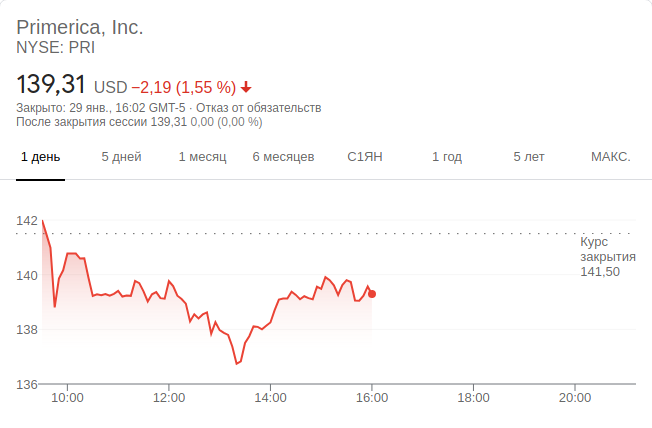 Primerica, Inc.
NYSE: PRI
139,31 USD −2,19 (1,55 %)
Закрыто: 29 янв., 16:02 GMT-5 · Отказ от обязательств
После закрытия сессии 139,31 0,00 (0,00 %)
1 день 5 дней 1 месяц 6 месяцев С1ЯН 1 год 5 лет МАКС.
142
Курс
закрытия
141,50
140
138
136
10:00 12:00 14:00 16:00 18:00 20:00